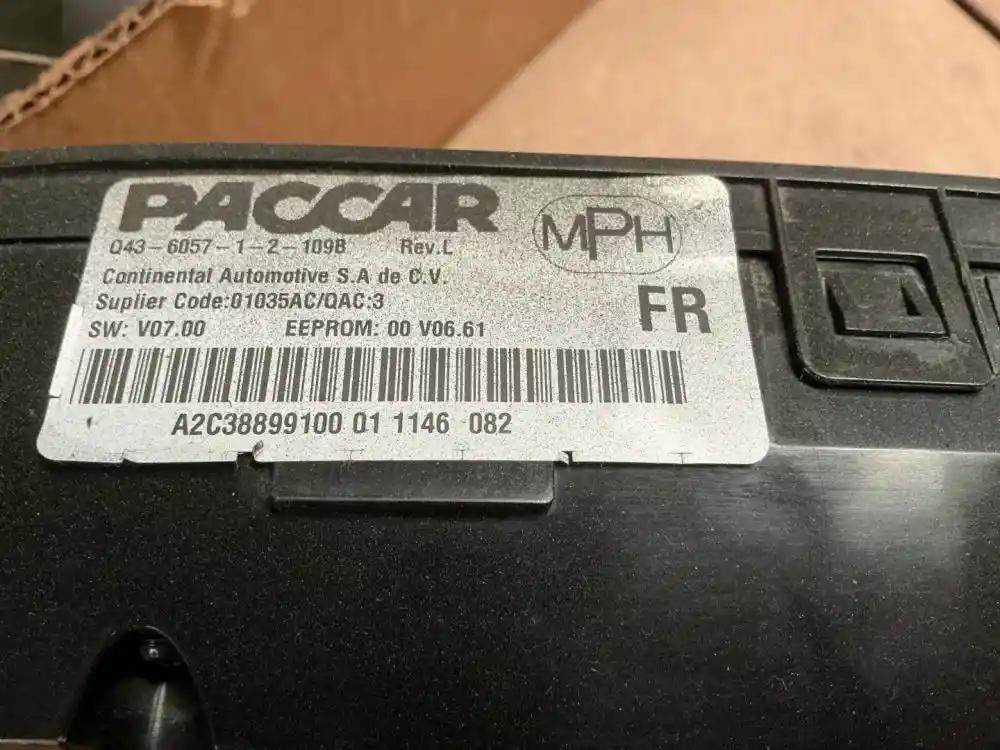 PACCAR
Q43-6057-1-2-109B Rev.L
MPH
Continental Automotive S.A de C.V.
Suplier Code:01035AC/QAC:3
FR
SW: V07.00 EEPROM: 00 V06.61
A2C38899100 01 1146 082